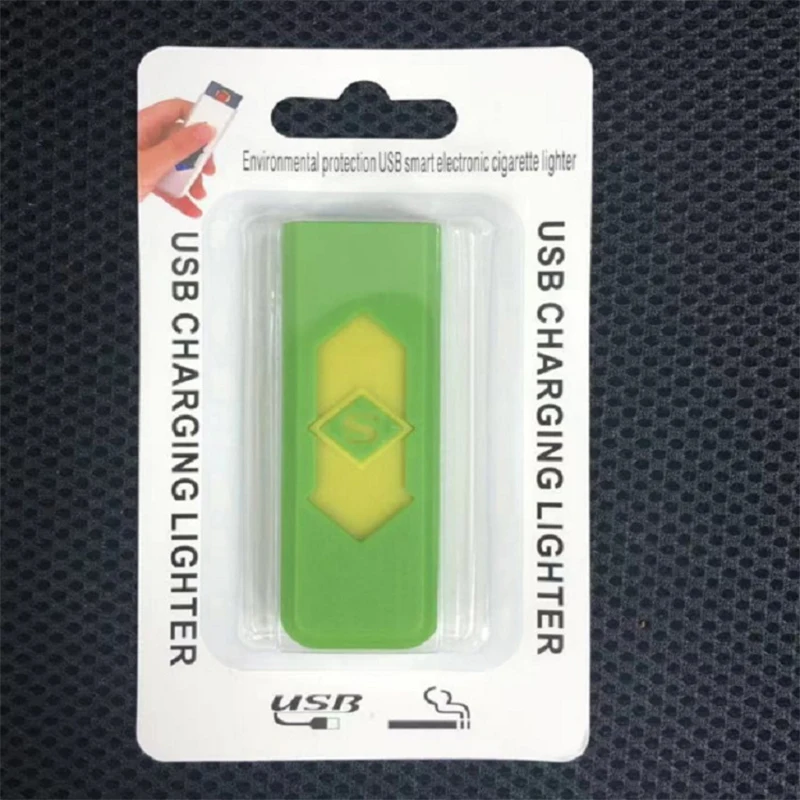 Environmental protection USB smart electronic cigarette lighter
USB CHARGING LIGHTER
USB CHARGING LIGHTER
S
USB